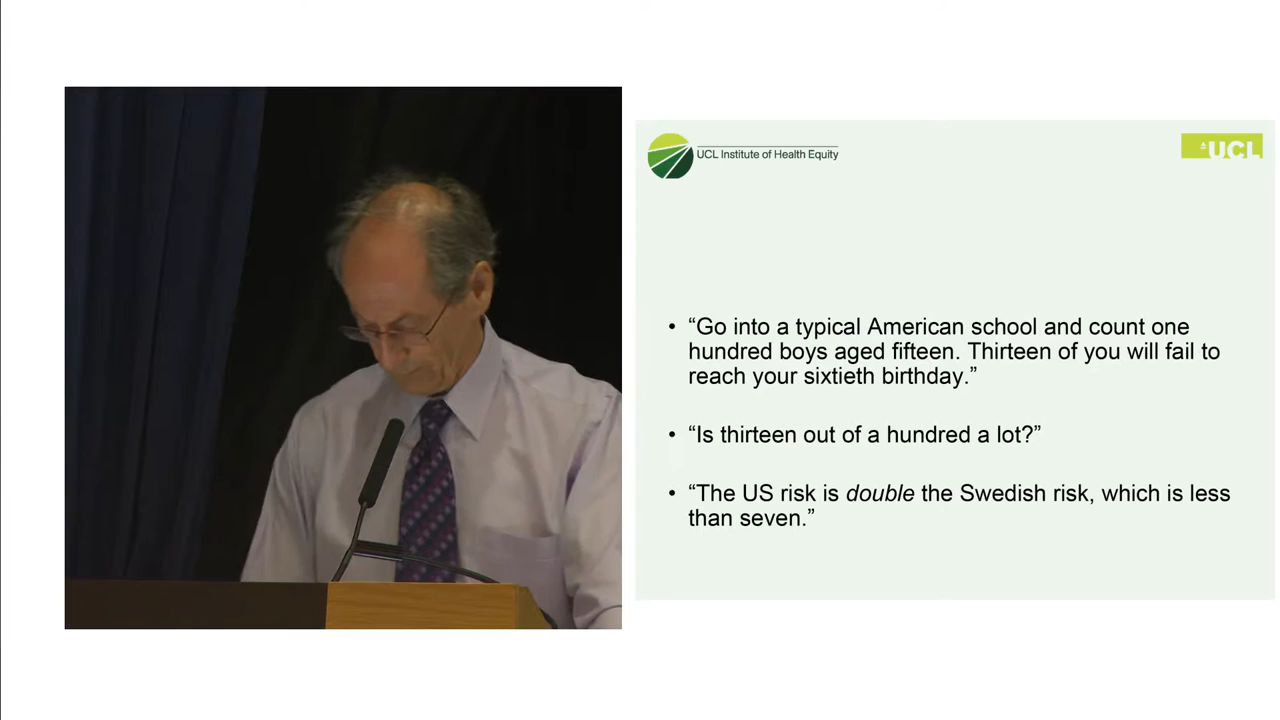 UCL Institute of Health Equity
UCL
• “Go into a typical American school and count one
hundred boys aged fifteen. Thirteen of you will fail to
reach your sixtieth birthday.”
• “Is thirteen out of a hundred a lot?”
• “The US risk is double the Swedish risk, which is less
than seven.”